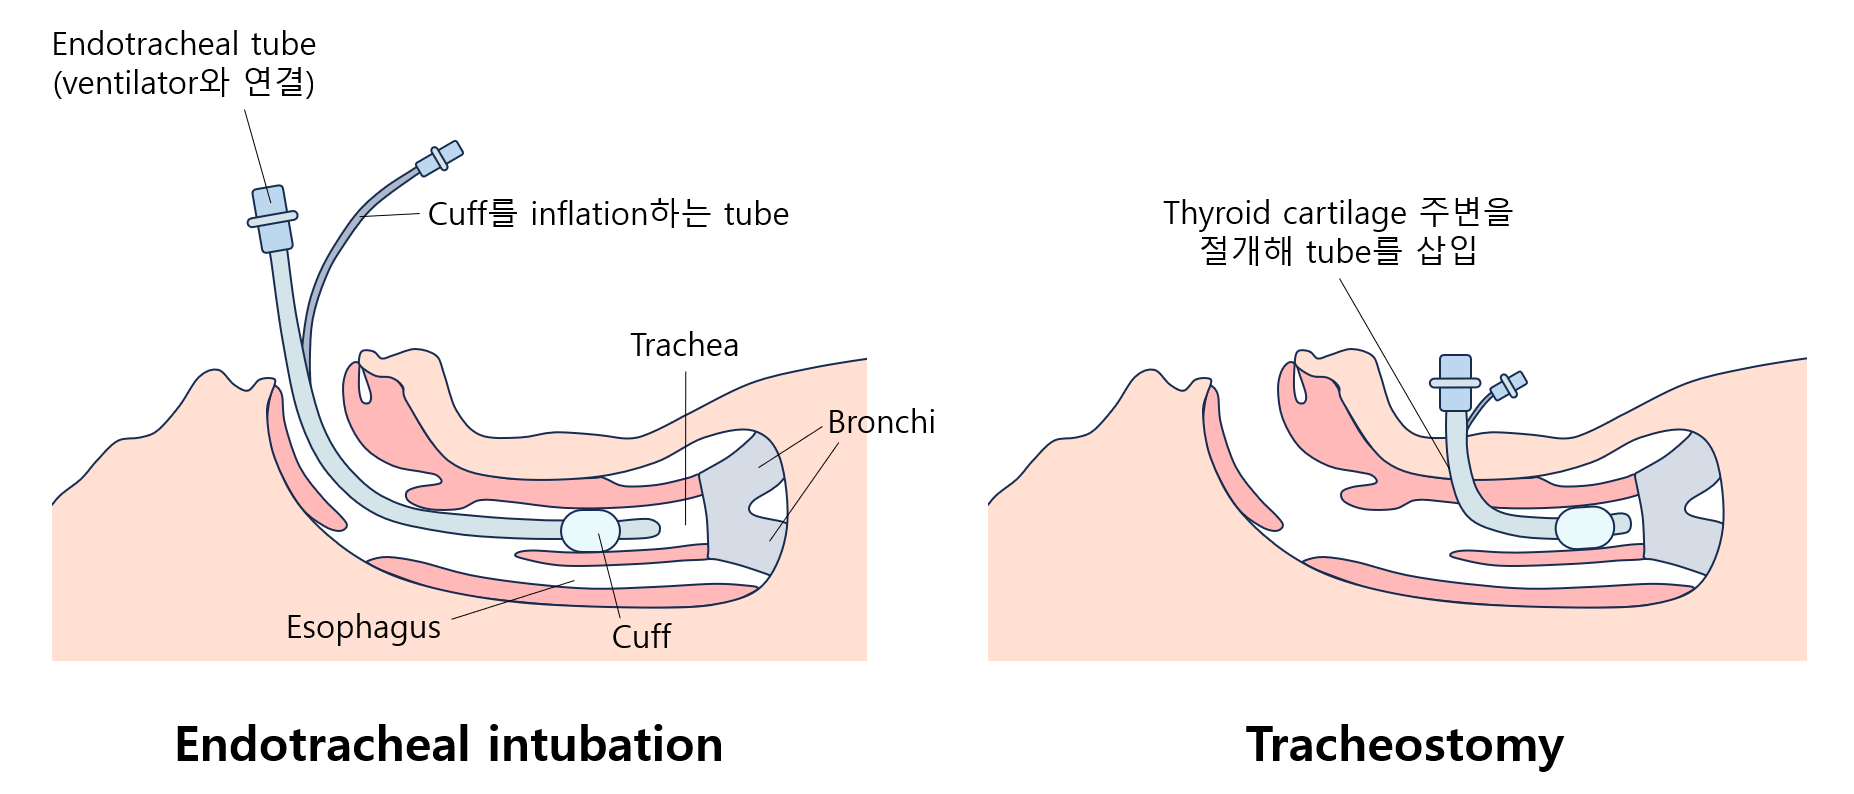 Endotracheal tube
(ventilator와 연결)
Cuff를 inflation하는 tube
Trachea
Bronchi
Esophagus
Cuff
Endotracheal intubation
Thyroid cartilage 주변을
절개해 tube를 삽입
Tracheostomy